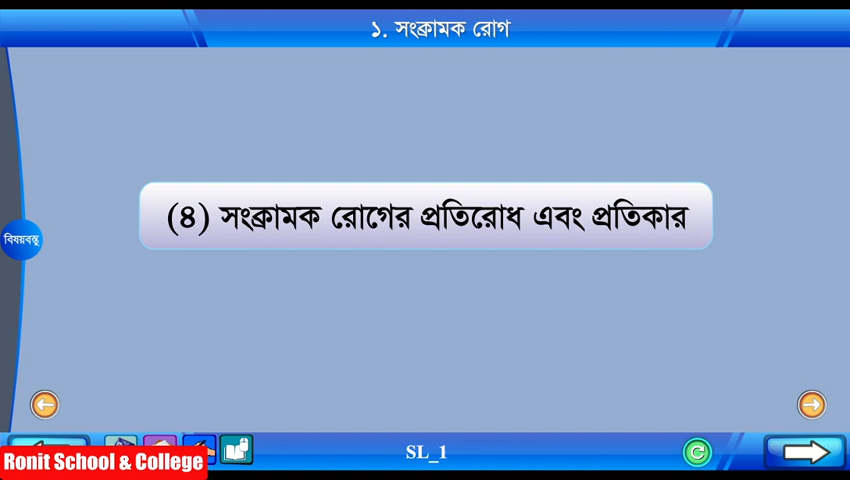 ১. সংক্রামক রোগ
(৪) সংক্রামক রোগের প্রতিরোধ এবং প্রতিকার
বিষয়বস্তু
SL_1
Ronit School & College